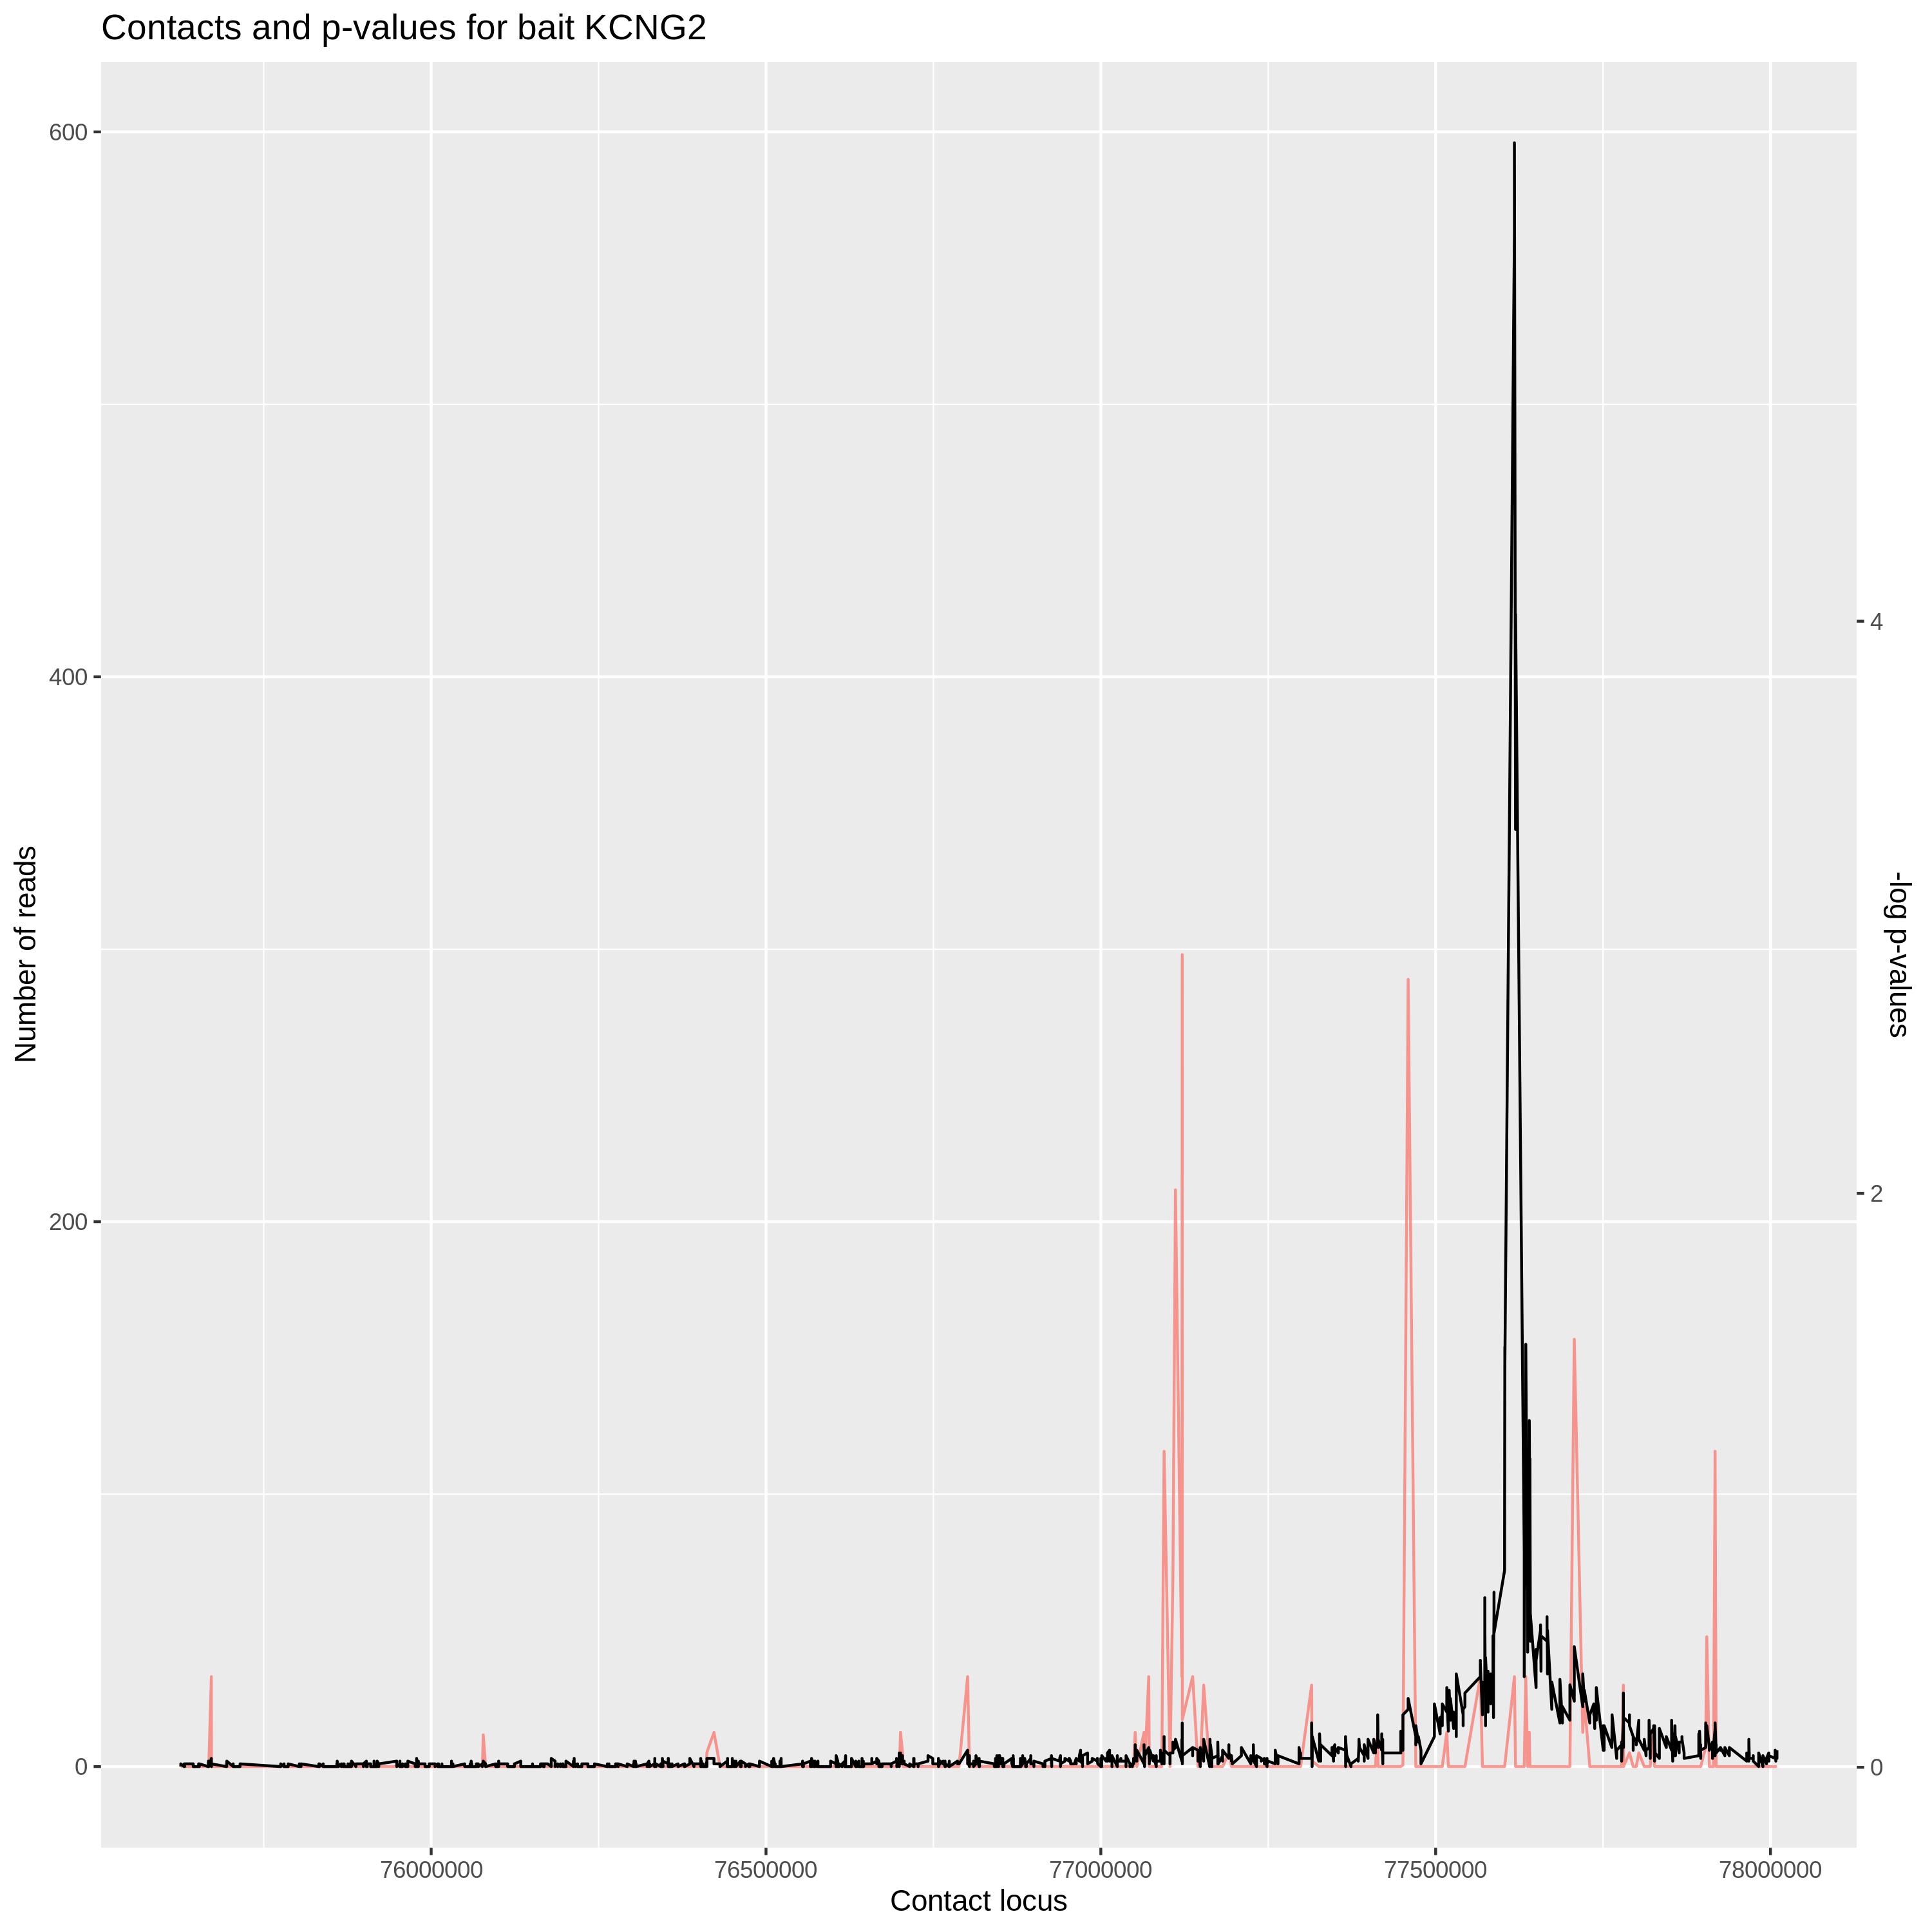 Contacts and p-values for bait KCNG2
600
400
200
0
Number of reads
4
2
0
-log p-values
76000000 76500000 77000000 77500000 78000000
Contact locus